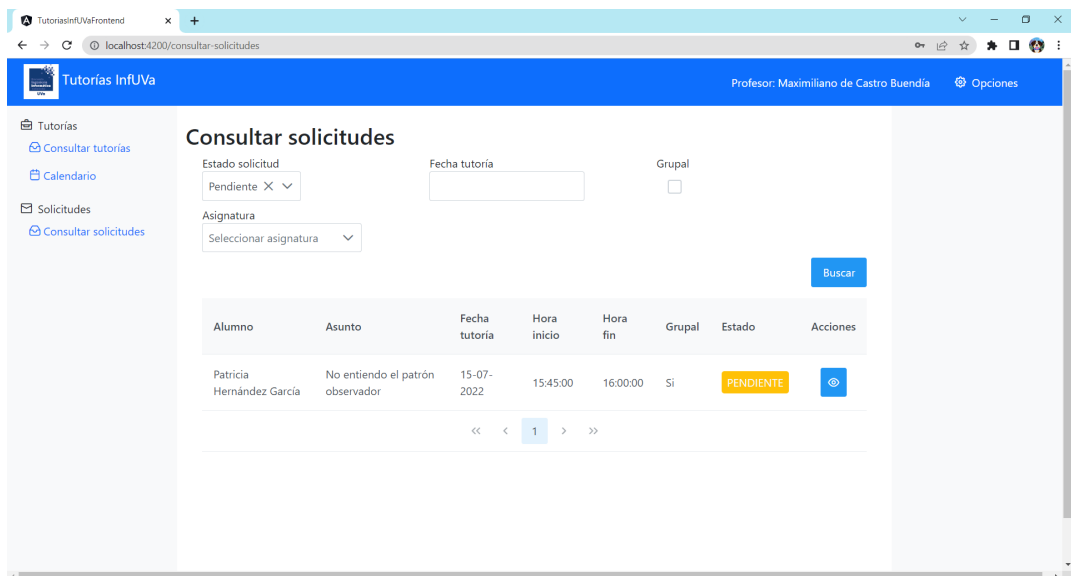 TutoriasInfUVaFrontend
localhost:4200/consultar-solicitudes
Tutorías InfUVa
Profesor: Maximiliano de Castro Buendía
Opciones
Tutorías
Consultar tutorías
Calendario
Solicitudes
Consultar solicitudes
Consultar solicitudes
Estado solicitud
Fecha tutoría
Grupal
Pendiente
Asignatura
Seleccionar asignatura
Buscar
Alumno
Asunto
Fecha
tutoría
Hora
inicio
Hora
fin
Grupal
Estado
Acciones
Patricia
Hernández García
No entiendo el patrón
observador
15-07-
2022
15:45:00
16:00:00
Si
PENDIENTE
1